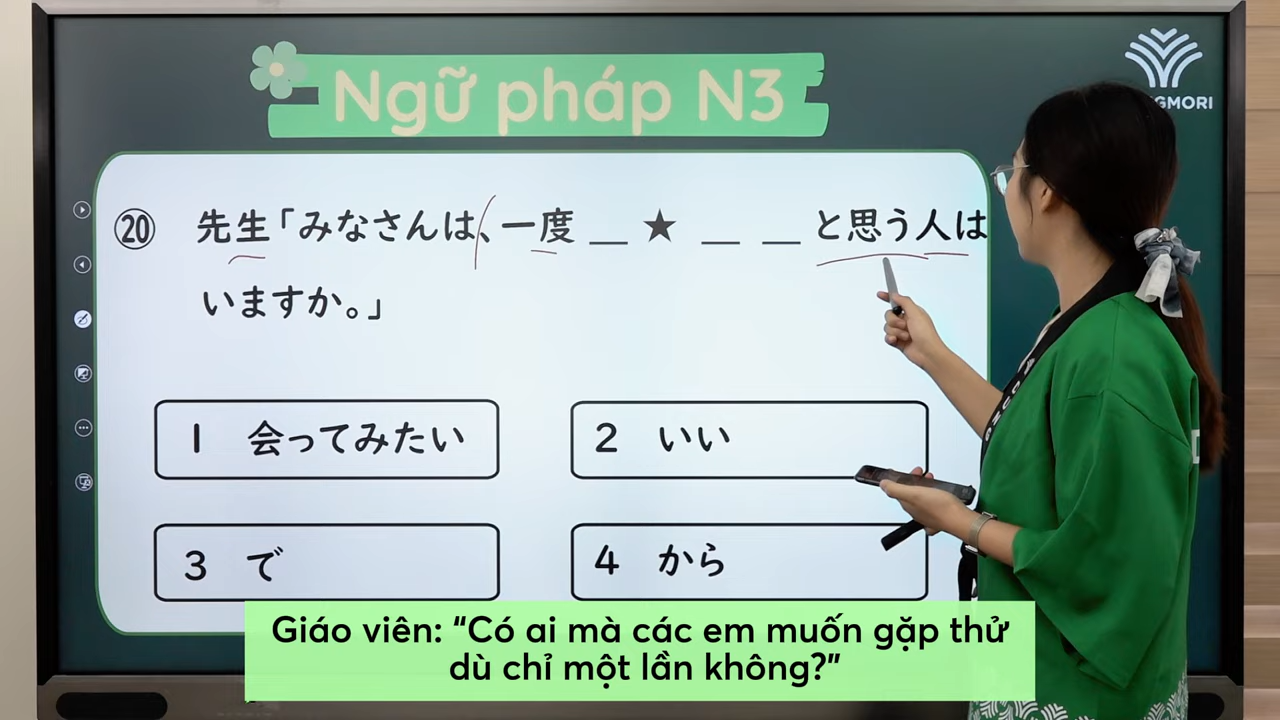 Ngữ pháp N3
GMORI
⑳ 先生「みなさんは、一度 __ ★ __ __ と思う人は
いますか。」
1 会ってみたい
2 いい
3 で
4 から
Giáo viên: “Có ai mà các em muốn gặp thử
dù chỉ một lần không?”